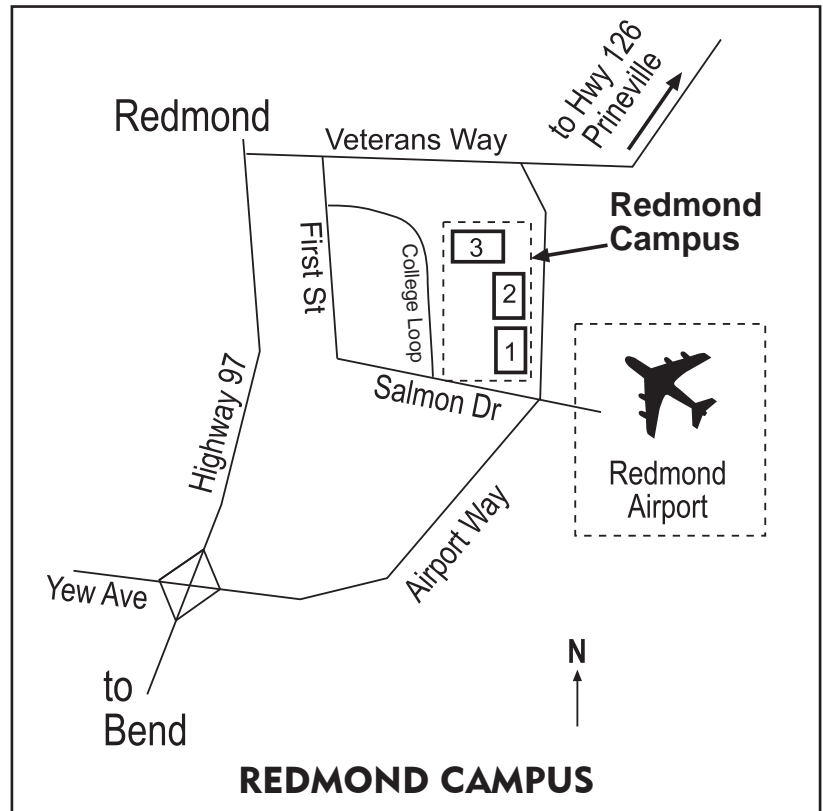 to Hwy 126
Prineville
Redmond
Veterans Way
Redmond
Campus
First St
College Loop
3
2
1
Salmon Dr
Highway 97
Redmond
Airport
Airport Way
Yew Ave
to
Bend
N
REDMOND CAMPUS